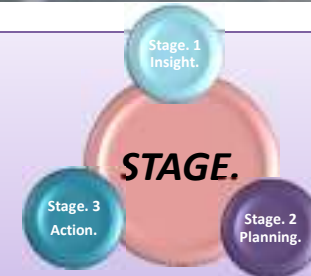 Stage. 1
Insight.
STAGE.
Stage. 3
Action.
Stage. 2
Planning.